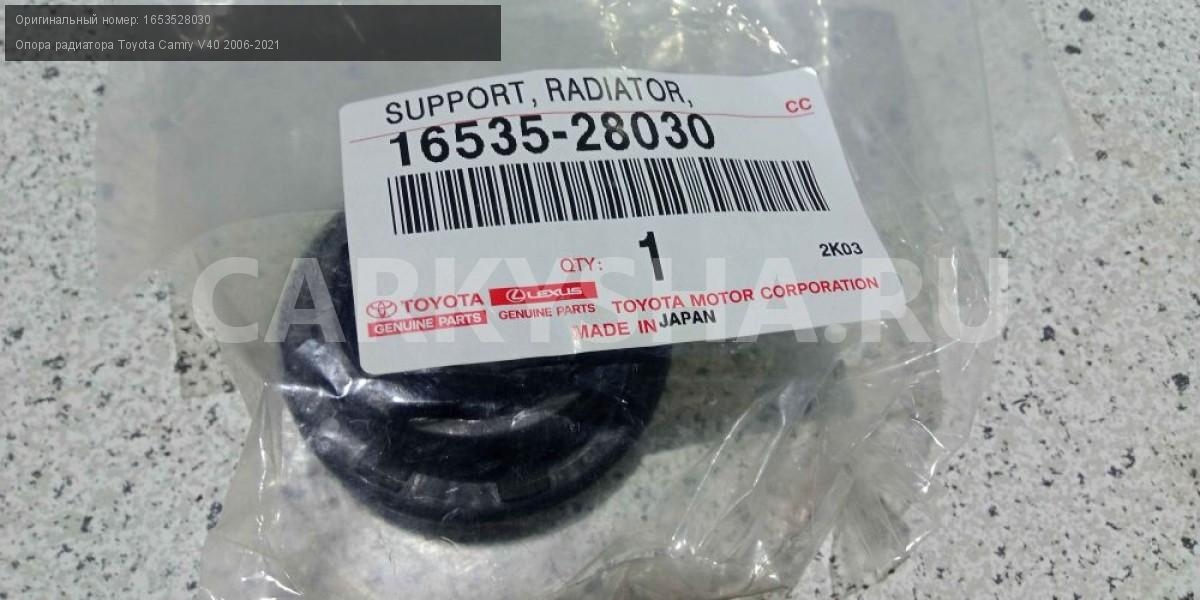 Оригинальный номер: 1653528030
Опора радиатора Toyota Camry V40 2006-2021
SUPPORT, RADIATOR,
CC
16535-28030
QTY: 1
2K03
TOYOTA
GENUINE PARTS
LEXUS
GENUINE PARTS
TOYOTA MOTOR CORPORATION
MADE IN JAPAN
CARKYSHA.RU